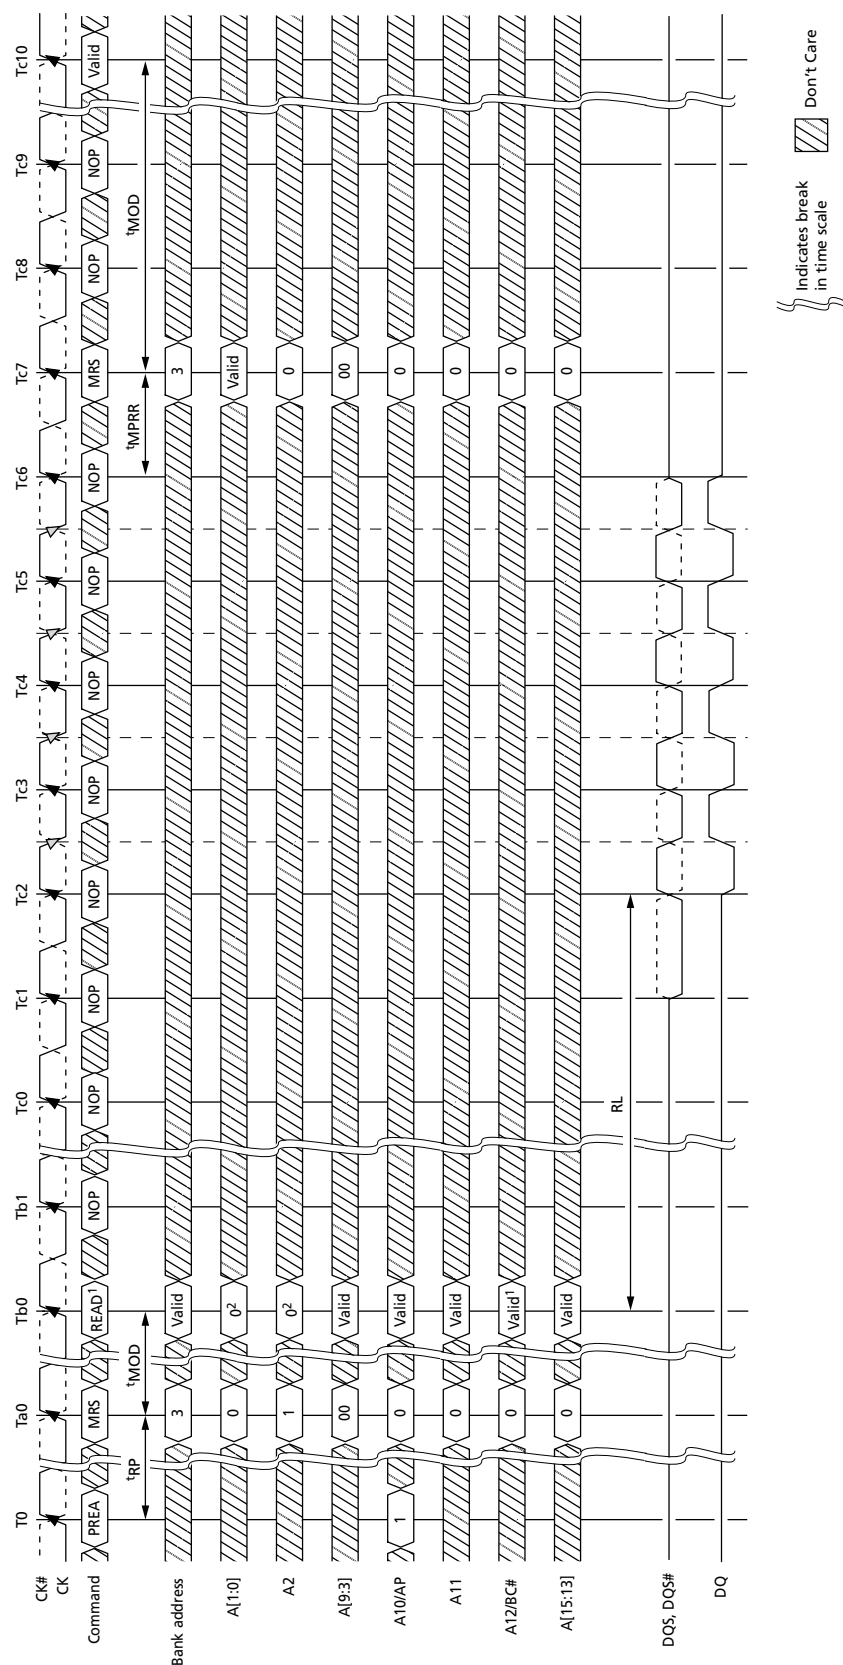 T0 Ta0 Tb0 Tb1 Tc0 Tc1 Tc2 Tc3 Tc4 Tc5 Tc6 Tc7 Tc8 Tc9 Tc10
CK#
CK
Command PREA MRS READ1 NOP NOP NOP NOP NOP NOP NOP NOP MRS NOP NOP Valid
tRP tMOD tMPRR tMOD
Bank address 3 Valid 3
A[1:0] 0 02 Valid
A2 1 02 0
A[9:3] 00 Valid 00
A10/AP 1 0 Valid 0
A11 0 Valid 0
A12/BC# 0 Valid1 0
A[15:13] 0 Valid 0
RL
DQS, DQS#
DQ
Indicates break
in time scale
Don't Care